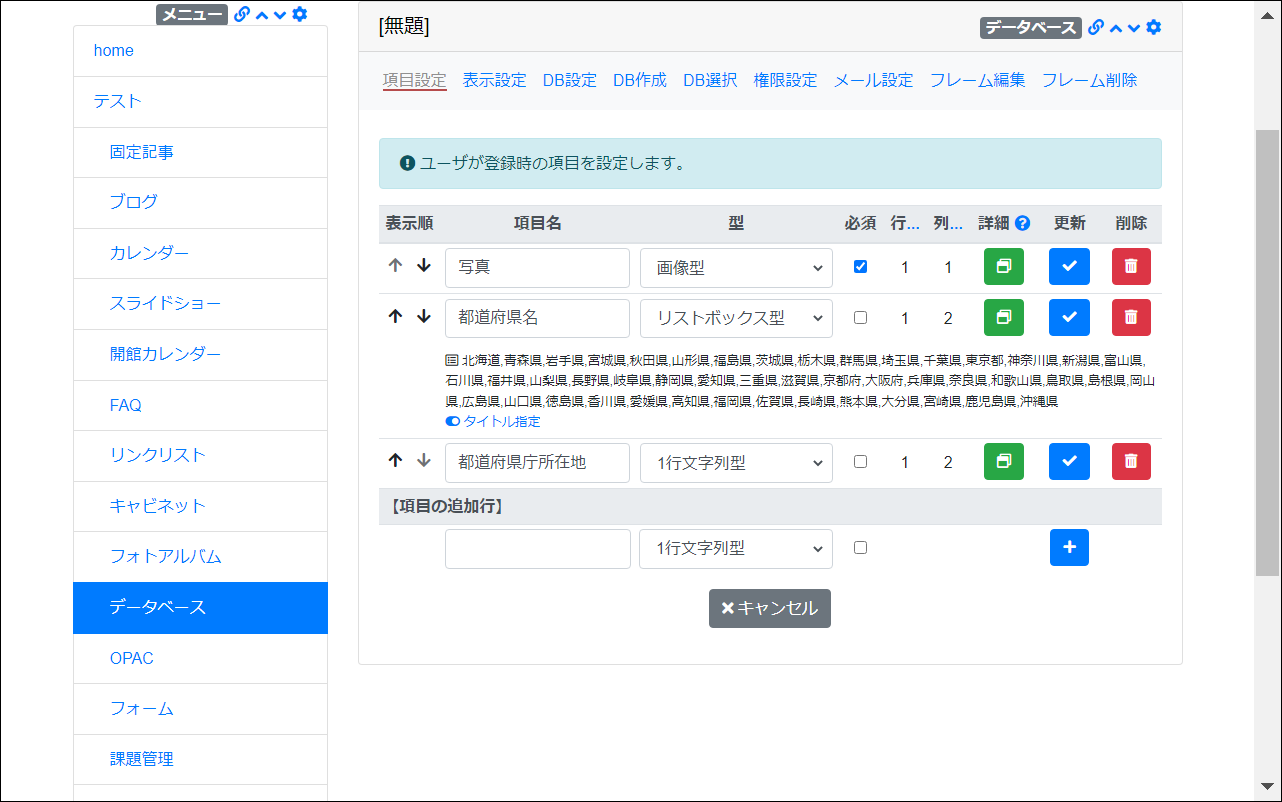 メニュー
home
テスト
固定記事
ブログ
カレンダー
スライドショー
開館カレンダー
FAQ
リンクリスト
キャビネット
フォトアルバム
データベース
OPAC
フォーム
課題管理
[無題]
データベース
項目設定 表示設定 DB設定 DB作成 DB選択 権限設定 メール設定 フレーム編集 フレーム削除
ユーザが登録時の項目を設定します。
表示順 項目名 型 必須 行... 列... 詳細 更新 削除
写真 画像型 1 1
都道府県名 リストボックス型 1 2
北海道,青森県,岩手県,宮城県,秋田県,山形県,福島県,茨城県,栃木県,群馬県,埼玉県,千葉県,東京都,神奈川県,新潟県,富山県,
石川県,福井県,山梨県,長野県,岐阜県,静岡県,愛知県,三重県,滋賀県,京都府,大阪府,兵庫県,奈良県,和歌山県,鳥取県,島根県,岡山
県,広島県,山口県,徳島県,香川県,愛媛県,高知県,福岡県,佐賀県,長崎県,熊本県,大分県,宮崎県,鹿児島県,沖縄県
タイトル指定
都道府県庁所在地 1行文字列型 1 2
【項目の追加行】
1行文字列型
キャンセル